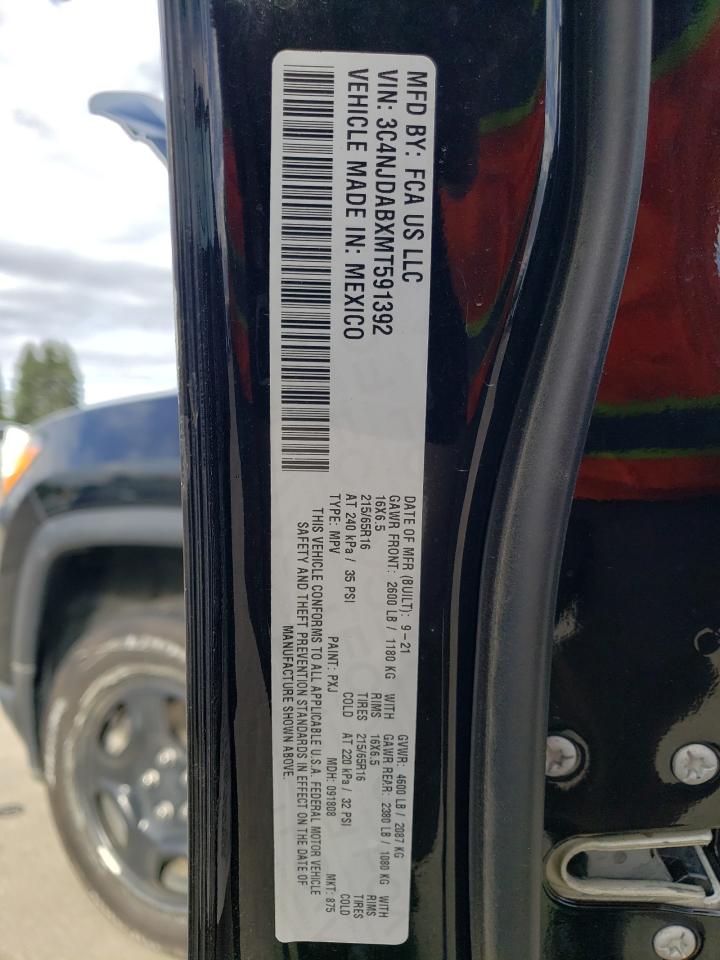 MFD BY: FCA US LLC
VIN: 3C4NJDABXMT591392
VEHICLE MADE IN: MEXICO
DATE OF MFR (BUILT): 9-21 GVWR: 4600 LB / 2087 KG
GAWR FRONT: 2600 LB / 1180 KG WITH GAWR REAR: 2380 LB / 1080 KG WITH
16X6.5 RIMS 16X6.5 RIMS
215/65R16 TIRES 215/65R16 TIRES
AT 240 kPa / 35 PSI COLD AT 220 kPa / 32 PSI COLD
TYPE: MPV PAINT: PXJ MDH: 091808 MKT: 875
THIS VEHICLE CONFORMS TO ALL APPLICABLE U.S.A. FEDERAL MOTOR VEHICLE
SAFETY AND THEFT PREVENTION STANDARDS IN EFFECT ON THE DATE OF
MANUFACTURE SHOWN ABOVE.